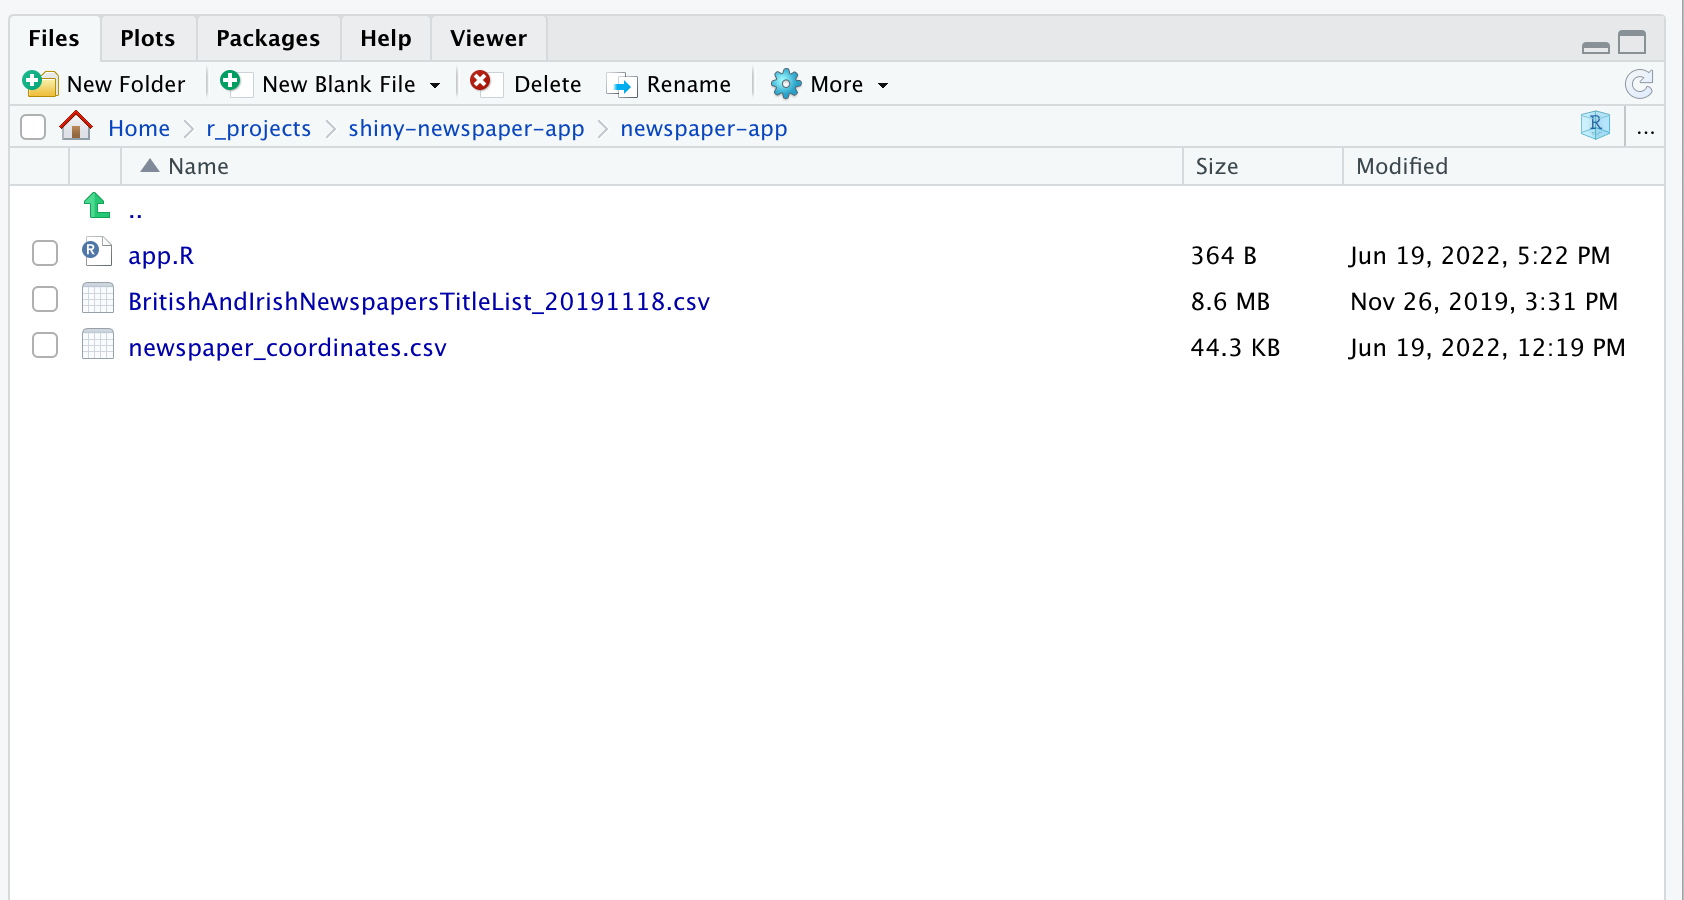 Files Plots Packages Help Viewer
New Folder New Blank File Delete Rename More
Home r_projects shiny-newspaper-app newspaper-app R ...
Name Size Modified
..
R app.R 364 B Jun 19, 2022, 5:22 PM
BritishAndIrishNewspapersTitleList_20191118.csv 8.6 MB Nov 26, 2019, 3:31 PM
newspaper_coordinates.csv 44.3 KB Jun 19, 2022, 12:19 PM